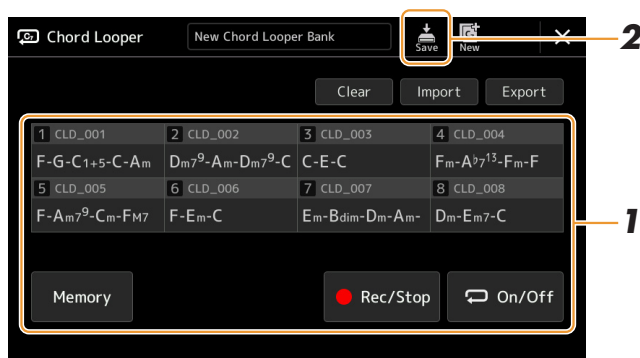 Chord Looper New Chord Looper Bank Save New 2
Clear Import Export
1 CLD_001 2 CLD_002 3 CLD_003 4 CLD_004
F-G-C1+5-C-Am Dm7⁹-Am-Dm7⁹-C C-E-C Fm-A♭7¹³-Fm-F
5 CLD_005 6 CLD_006 7 CLD_007 8 CLD_008
F-Am7⁹-Cm-FM7 F-Em-C Em-Bdim-Dm-Am- Dm-Em7-C
1
Memory Rec/Stop On/Off